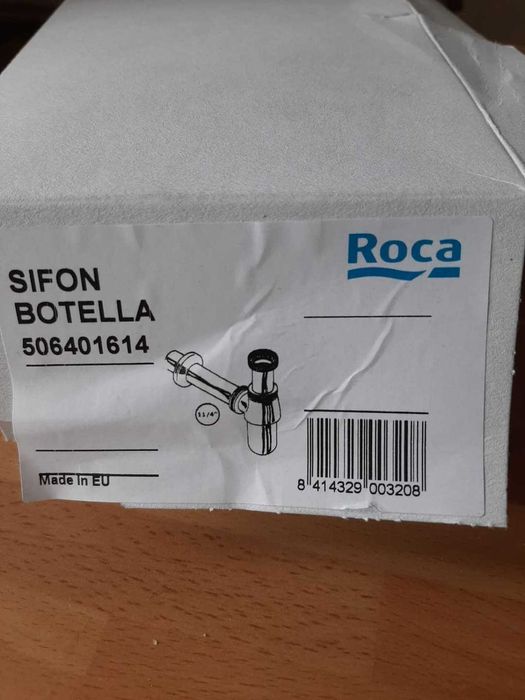 Roca
SIFON
BOTELLA
506401614
1 1/4"
Made in EU
8 414329 003208